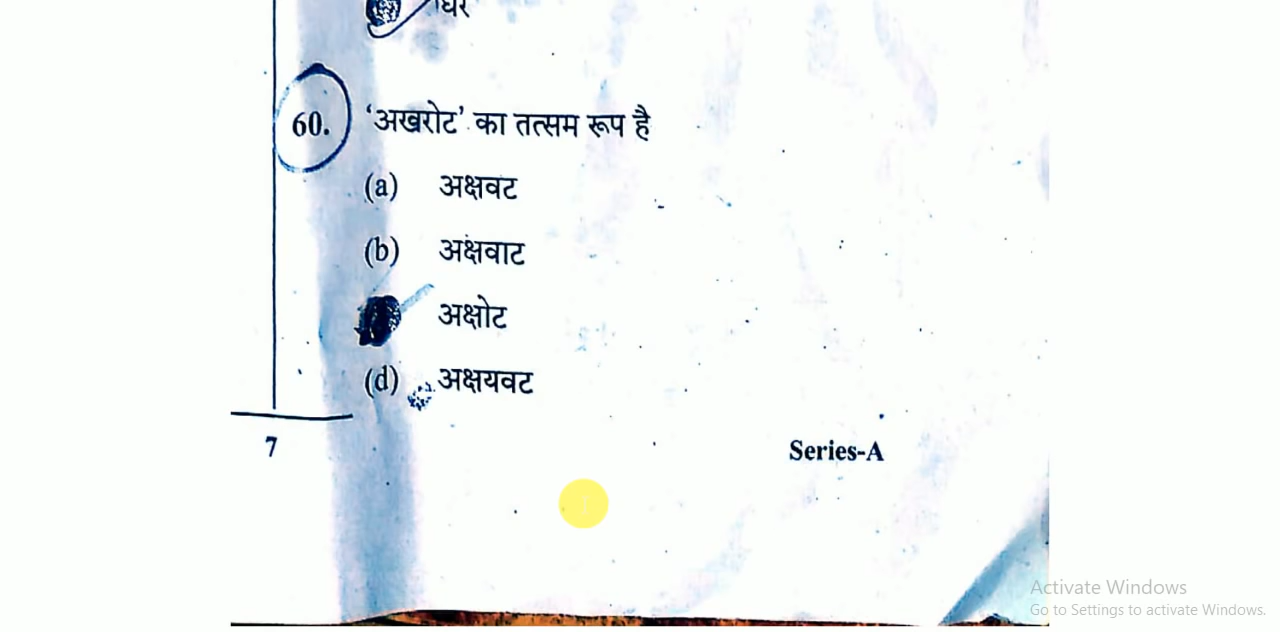 घर
60. 'अखरोट' का तत्सम रूप है
(a) अक्षवट
(b) अक्षवाट
अक्षोट
(d) अक्षयवट
7 Series-A
Activate Windows
Go to Settings to activate Windows.